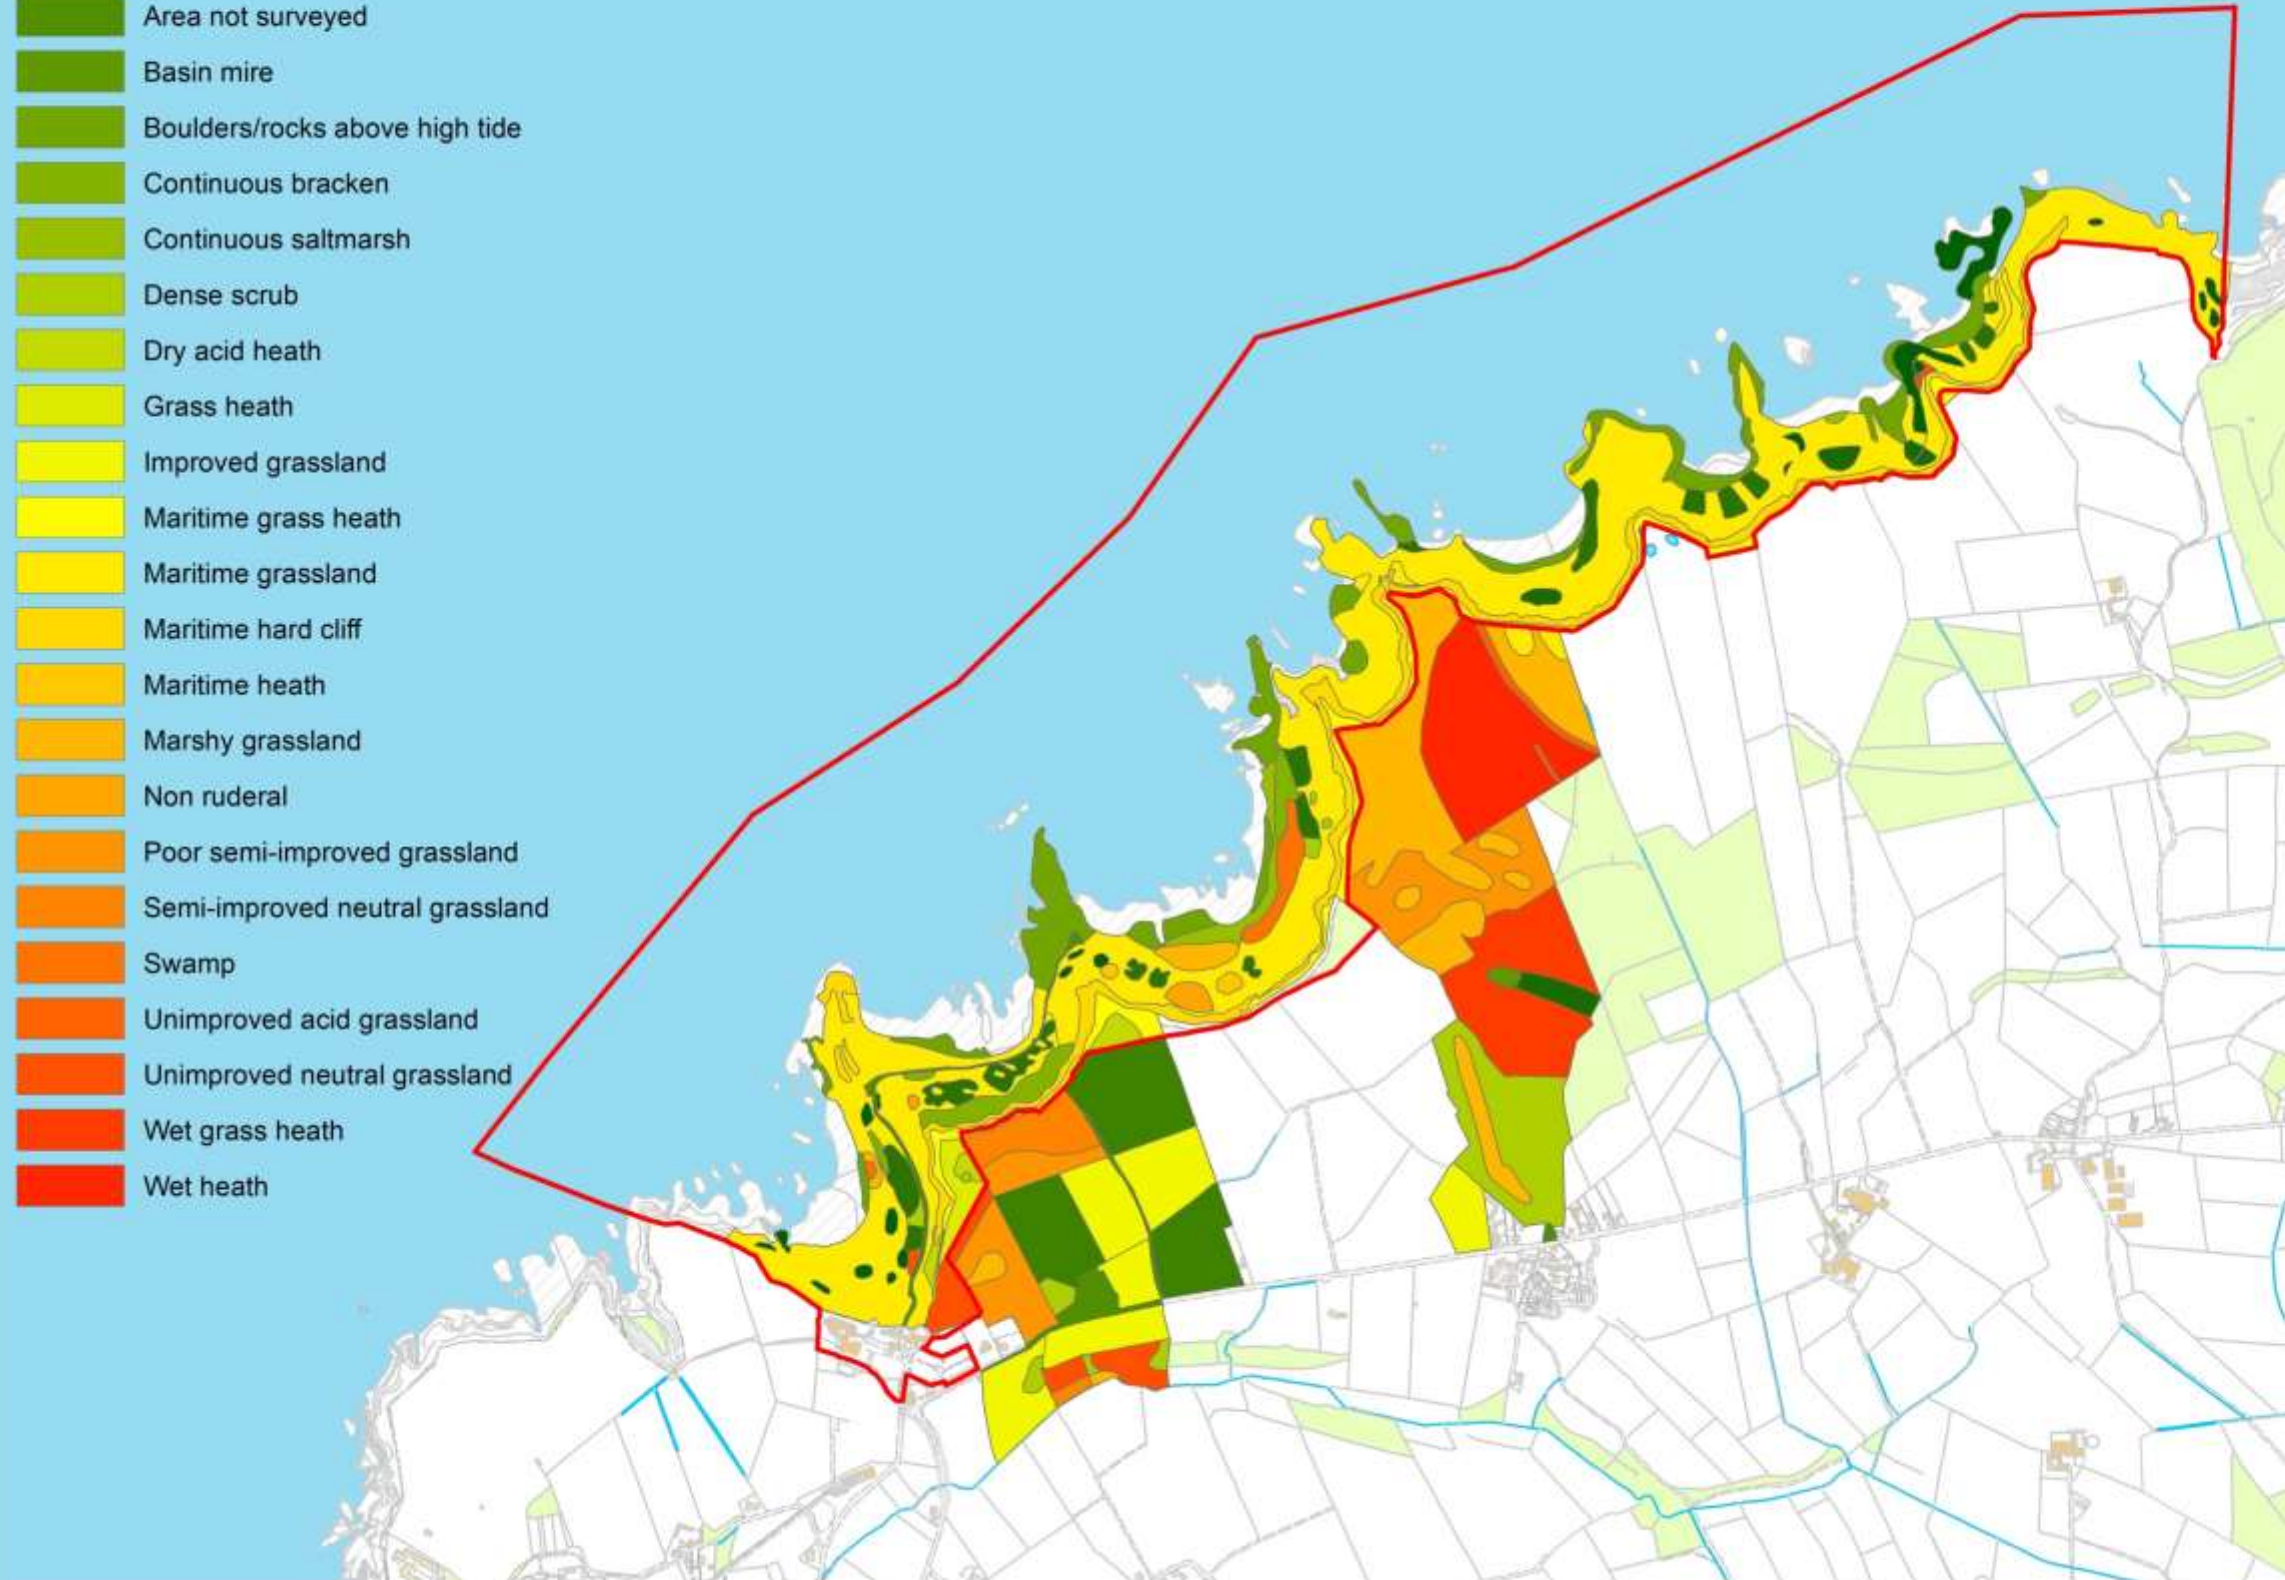 Area not surveyed
Basin mire
Boulders/rocks above high tide
Continuous bracken
Continuous saltmarsh
Dense scrub
Dry acid heath
Grass heath
Improved grassland
Maritime grass heath
Maritime grassland
Maritime hard cliff
Maritime heath
Marshy grassland
Non ruderal
Poor semi-improved grassland
Semi-improved neutral grassland
Swamp
Unimproved acid grassland
Unimproved neutral grassland
Wet grass heath
Wet heath